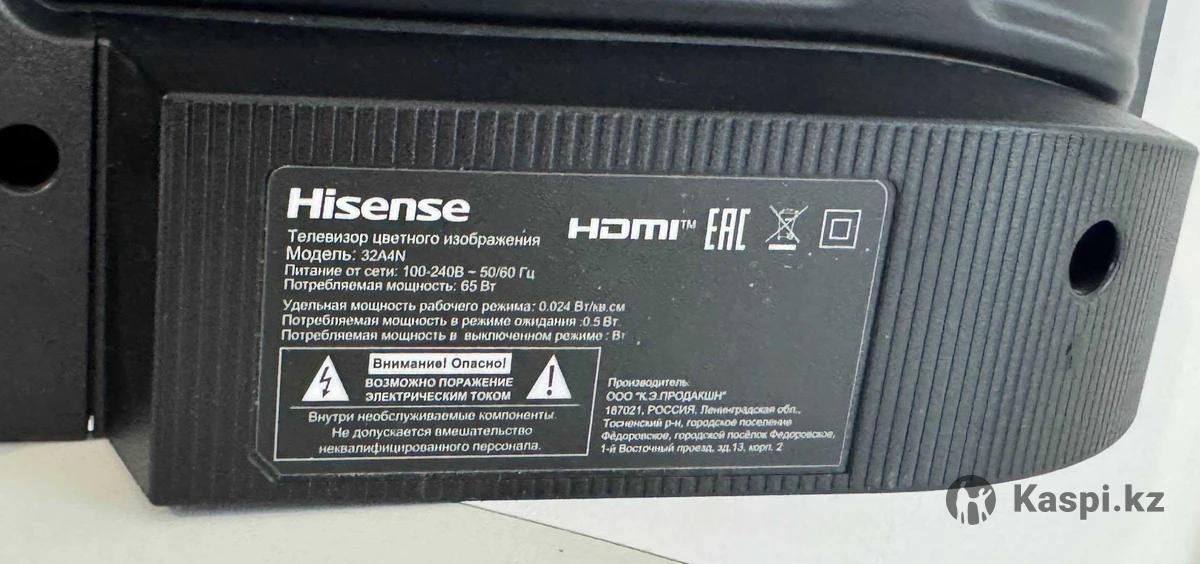 Hisense
HDMI™ EAC
Телевизор цветного изображения
Модель: 32A4N
Питание от сети: 100-240В ~ 50/60 Гц
Потребляемая мощность: 65 Вт
Удельная мощность рабочего режима: 0.024 Вт/кв.см
Потребляемая мощность в режиме ожидания :0.5 Вт
Потребляемая мощность в выключенном режиме : Вт
Внимание! Опасно!
ВОЗМОЖНО ПОРАЖЕНИЕ
ЭЛЕКТРИЧЕСКИМ ТОКОМ
Внутри необслуживаемые компоненты.
Не допускается вмешательство
неквалифицированного персонала.
Производитель:
ООО "К.Э.ПРОДАКШН"
187021, РОССИЯ, Ленинградская обл.,
Тосненский р-н, городское поселение
Фёдоровское, городской посёлок Федоровское,
1-й Восточный проезд, зд.13, корп. 2
Kaspi.kz